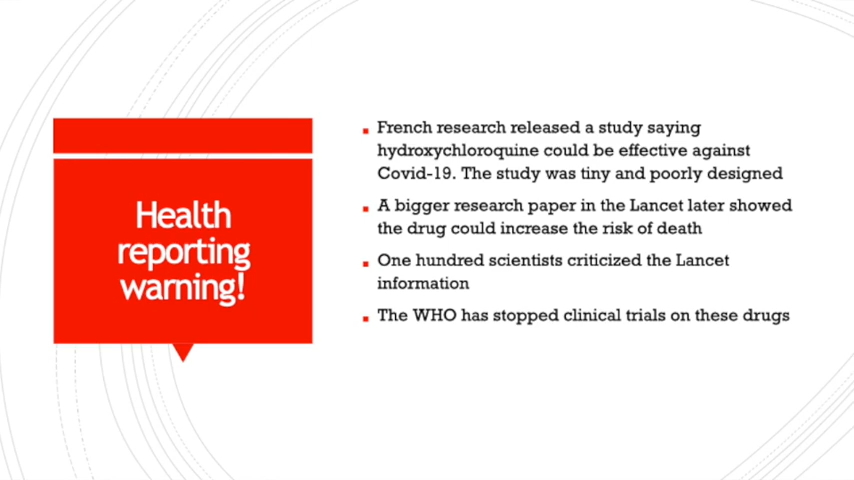 Health
reporting
warning!
French research released a study saying
hydroxychloroquine could be effective against
Covid-19. The study was tiny and poorly designed
A bigger research paper in the Lancet later showed
the drug could increase the risk of death
One hundred scientists criticized the Lancet
information
The WHO has stopped clinical trials on these drugs